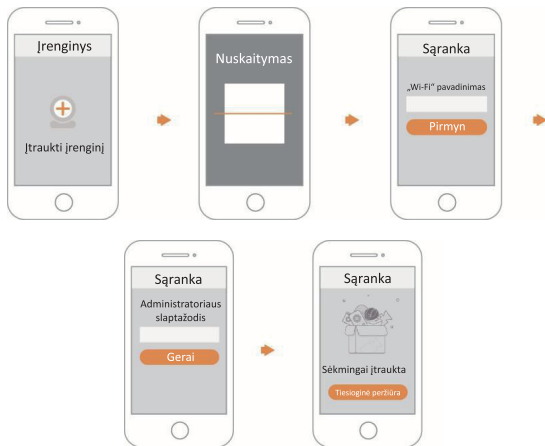 Įrenginys
Įtraukti įrenginį
Nuskaitymas
Sąranka
„Wi-Fi“ pavadinimas
Pirmyn
Sąranka
Administratoriaus
slaptažodis
Gerai
Sąranka
Sėkmingai įtraukta
Tiesioginė peržiūra